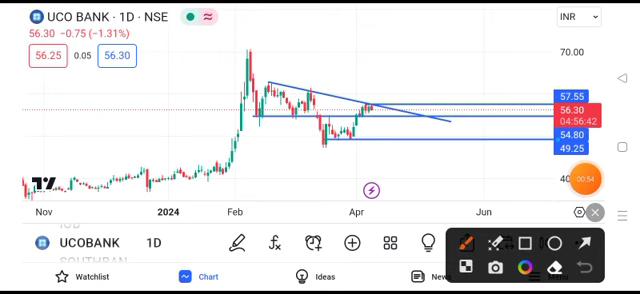 UCO BANK · 1D · NSE
INR
56.30 −0.75 (−1.31%)
56.25 0.05 56.30
70.00
57.55
56.30
04:56:42
54.80
49.25
00:54
Nov 2024 Feb Apr Jun
UCOBANK 1D
Watchlist Chart Ideas News